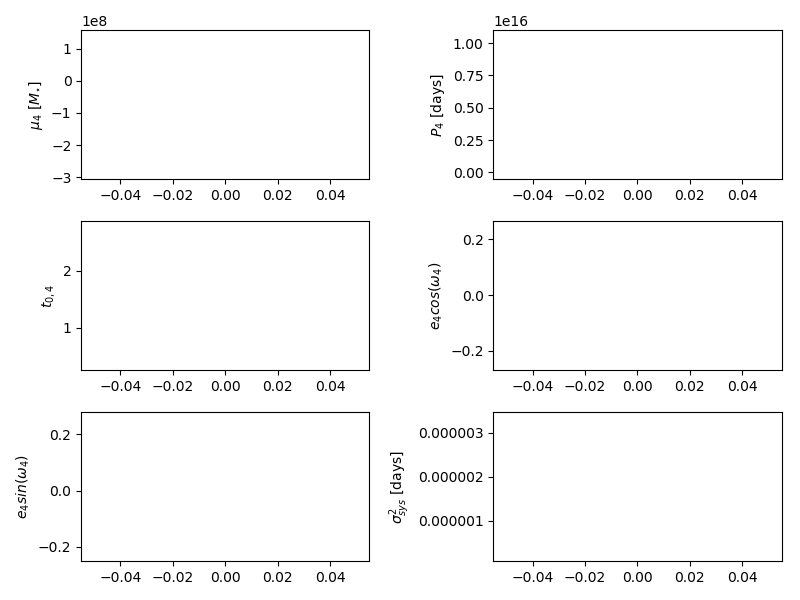 1e8
μ₄ [M⋆]
1
0
−1
−2
−3
−0.04 −0.02 0.00 0.02 0.04
1e16
P₄ [days]
1.00
0.75
0.50
0.25
0.00
−0.04 −0.02 0.00 0.02 0.04
t₀,₄
2
1
−0.04 −0.02 0.00 0.02 0.04
e₄cos(ω₄)
0.2
0.0
−0.2
−0.04 −0.02 0.00 0.02 0.04
e₄sin(ω₄)
0.2
0.0
−0.2
−0.04 −0.02 0.00 0.02 0.04
σ²sys [days]
0.000003
0.000002
0.000001
−0.04 −0.02 0.00 0.02 0.04